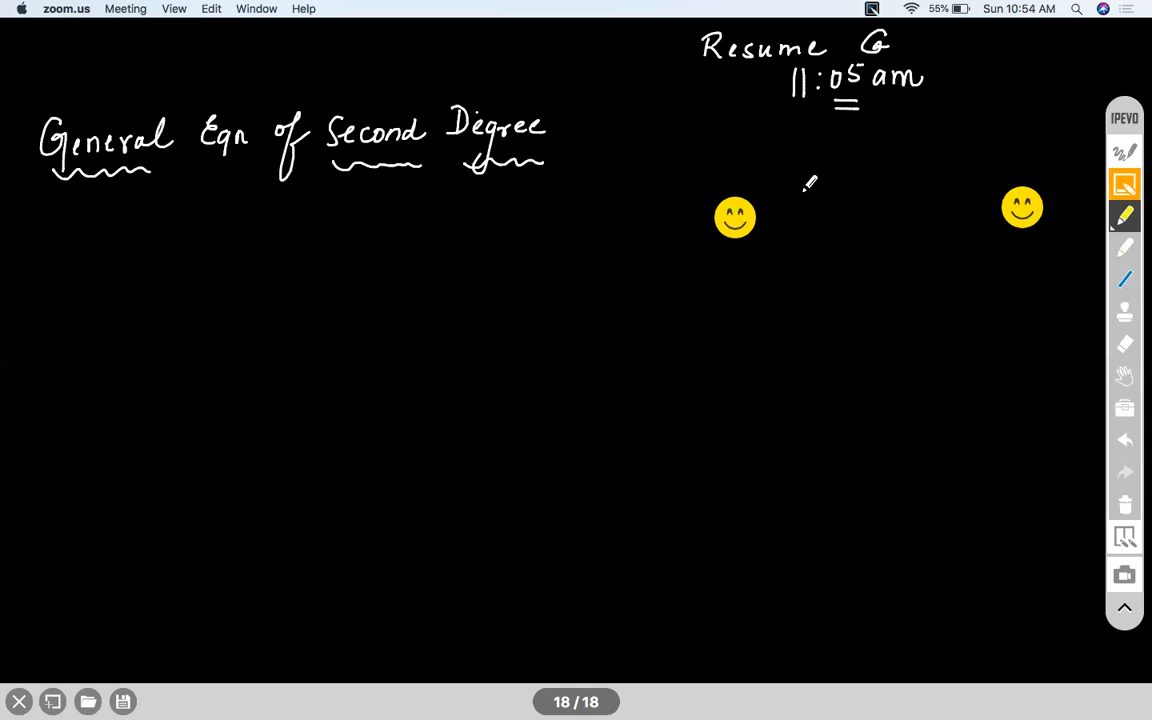 zoom.us Meeting View Edit Window Help 55% Sun 10:54 AM
Resume @
11:05 am
General Eqn of Second Degree
IPEVO
18 / 18